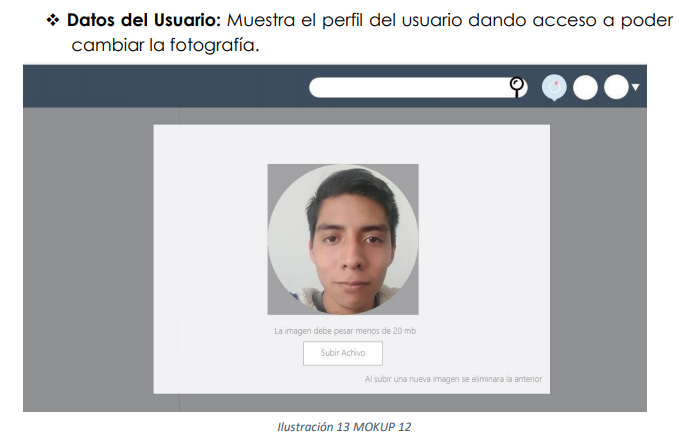 ❖ Datos del Usuario: Muestra el perfil del usuario dando acceso a poder
cambiar la fotografía.
La imagen debe pesar menos de 20 mb
Subir Achivo
Al subir una nueva imagen se eliminara la anterior
Ilustración 13 MOKUP 12